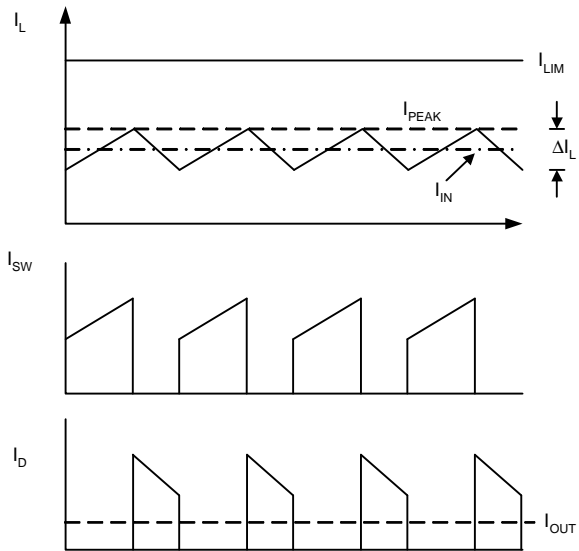 I_L
I_LIM
I_PEAK
ΔI_L
I_IN
I_SW
I_D
I_OUT